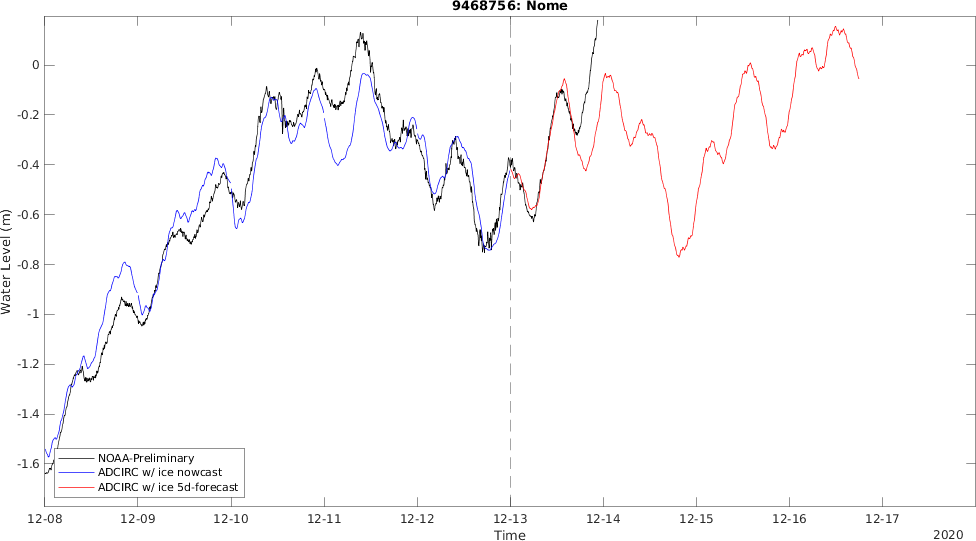 9468756: Nome
Water Level (m)
0
-0.2
-0.4
-0.6
-0.8
-1
-1.2
-1.4
-1.6
NOAA-Preliminary
ADCIRC w/ ice nowcast
ADCIRC w/ ice 5d-forecast
12-08 12-09 12-10 12-11 12-12 12-13 12-14 12-15 12-16 12-17
Time
2020